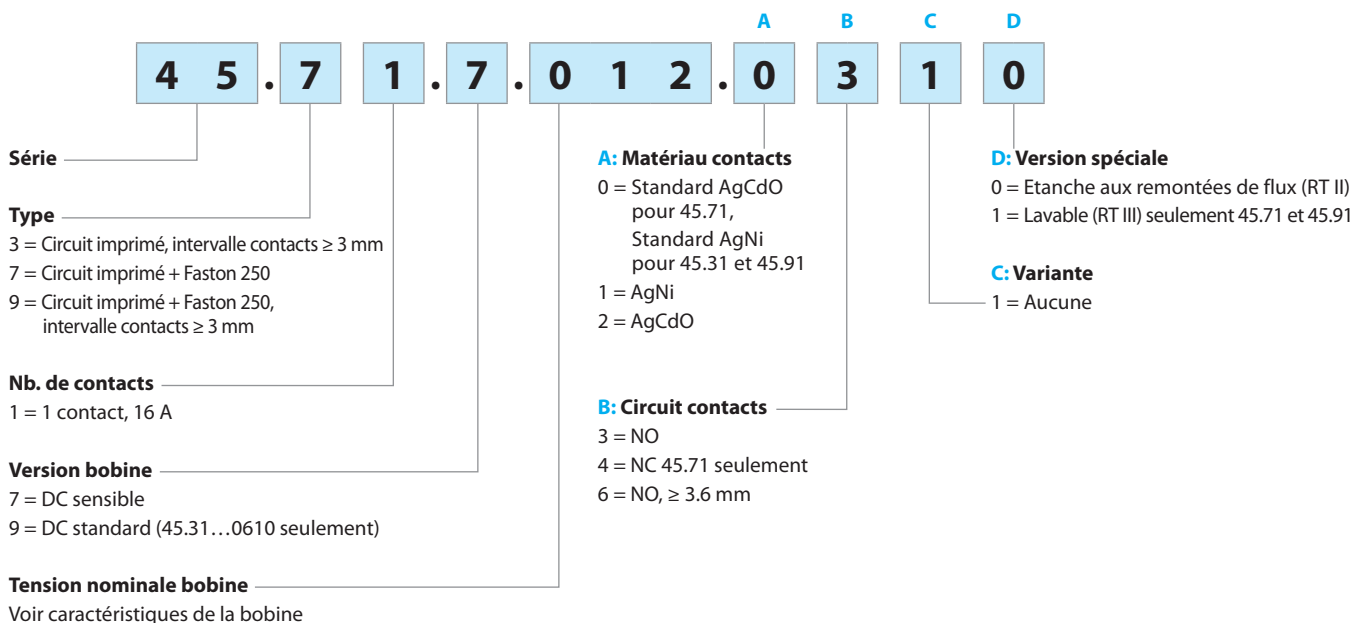 A B C D
4 5 . 7 1 . 7 . 0 1 2 . 0 3 1 0
Série
Type
3 = Circuit imprimé, intervalle contacts ≥ 3 mm
7 = Circuit imprimé + Faston 250
9 = Circuit imprimé + Faston 250,
intervalle contacts ≥ 3 mm
Nb. de contacts
1 = 1 contact, 16 A
Version bobine
7 = DC sensible
9 = DC standard (45.31…0610 seulement)
Tension nominale bobine
Voir caractéristiques de la bobine
A: Matériau contacts
0 = Standard AgCdO
pour 45.71,
Standard AgNi
pour 45.31 et 45.91
1 = AgNi
2 = AgCdO
B: Circuit contacts
3 = NO
4 = NC 45.71 seulement
6 = NO, ≥ 3.6 mm
D: Version spéciale
0 = Etanche aux remontées de flux (RT II)
1 = Lavable (RT III) seulement 45.71 et 45.91
C: Variante
1 = Aucune